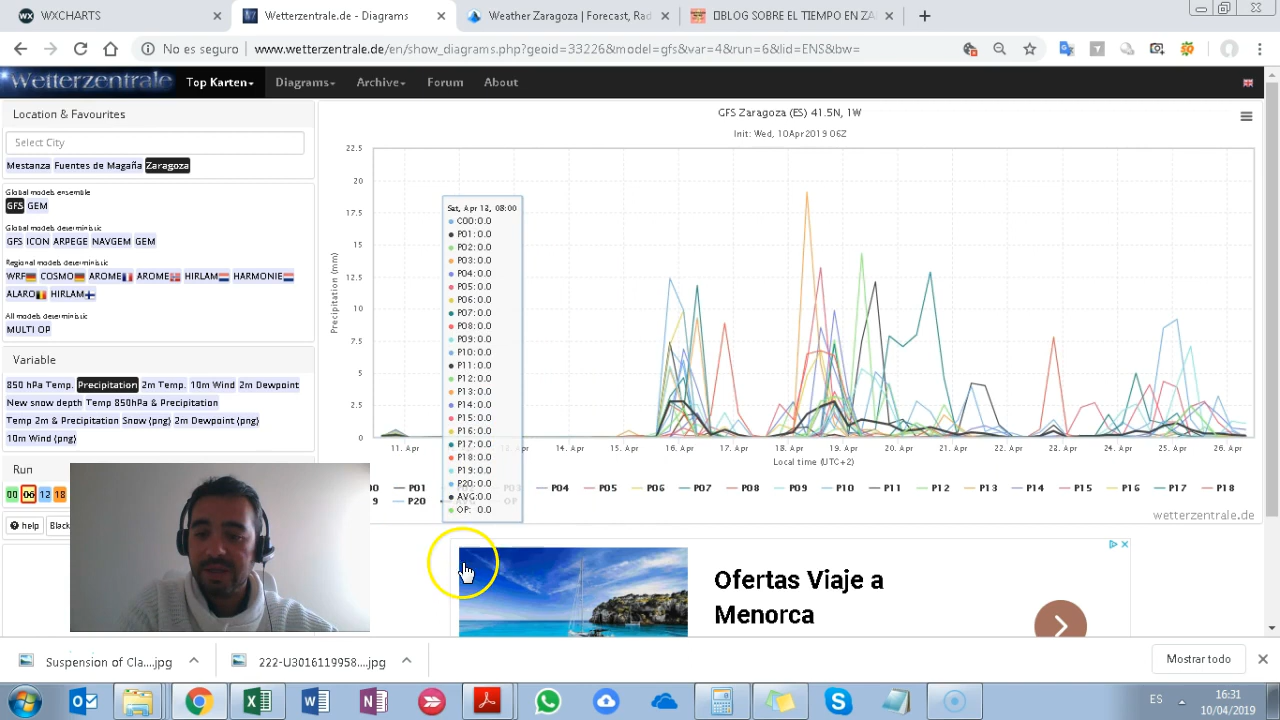 WXCHARTS
Wetterzentrale.de - Diagrams
Weather Zaragoza | Forecast, Rad
BLOG SOBRE EL TIEMPO EN ZA
No es seguro
www.wetterzentrale.de/en/show_diagrams.php?geoid=33226&model=gfs&var=4&run=6&lid=ENS&bw=
Wetterzentrale
Top Karten
Diagrams
Archive
Forum
About
Location & Favourites
Select City
Mestanza Fuentes de Magaña Zaragoza
Global models ensemble
GFS GEM
Global models deterministic
GFS ICON ARPEGE NAVGEM GEM
Regional models deterministic
WRF COSMO AROME AROME HIRLAM HARMONIE
ALARO HIRLAM
All models deterministic
MULTI OP
Variable
850 hPa Temp. Precipitation 2m Temp. 10m Wind 2m Dewpoint
New snow depth Temp 850hPa & Precipitation
Temp 2m & Precipitation Snow (png) 2m Dewpoint (png)
10m Wind (png)
Run
00 06 12 18
help Black
GFS Zaragoza (ES) 41.5N, 1W
Init: Wed, 10Apr2019 06Z
Precipitation (mm)
22.5
20
17.5
15
12.5
10
7.5
5
2.5
0
Sat, Apr 13, 08:00
C00:0.0
P01:0.0
P02:0.0
P03:0.0
P04:0.0
P05:0.0
P06:0.0
P07:0.0
P08:0.0
P09:0.0
P10:0.0
P11:0.0
P12:0.0
P13:0.0
P14:0.0
P15:0.0
P16:0.0
P17:0.0
P18:0.0
P19:0.0
P20:0.0
AVG:0.0
OP: 0.0
11. Apr 14. Apr 15. Apr 16. Apr 17. Apr 18. Apr 19. Apr 20. Apr 21. Apr 22. Apr 23. Apr 24. Apr 25. Apr 26. Apr
Local time (UTC+2)
P01 P04 P05 P06 P07 P08 P09 P10 P11 P12 P13 P14 P15 P16 P17 P18
P20 OP
wetterzentrale.de
Ofertas Viaje a
Menorca
Suspension of Cla....jpg
222-U3016119958....jpg
Mostrar todo
ES
16:31
10/04/2019